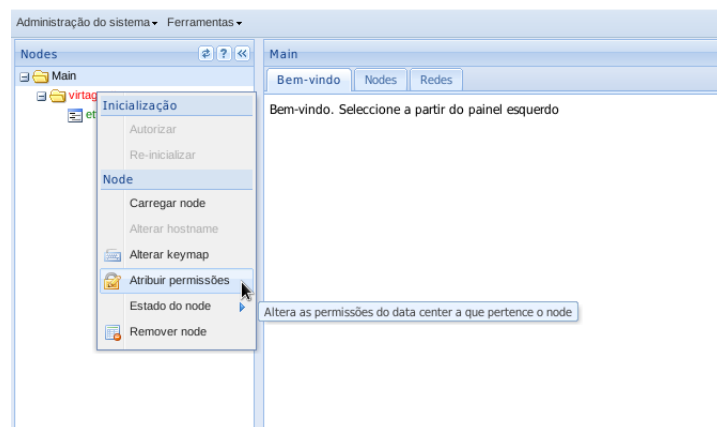 Administração do sistema Ferramentas
Nodes
Main
Main
Bem-vindo Nodes Redes
Bem-vindo. Seleccione a partir do painel esquerdo
Inicialização
Autorizar
Re-inicializar
Node
Carregar node
Alterar hostname
Alterar keymap
Atribuir permissões
Altera as permissões do data center a que pertence o node
Estado do node
Remover node